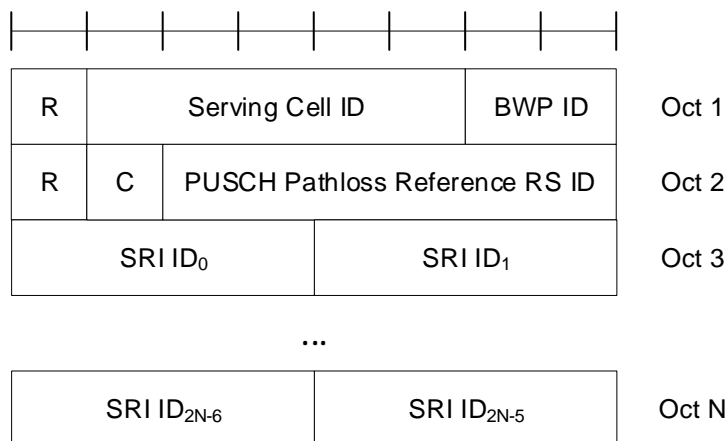 R Serving Cell ID BWP ID Oct 1
R C PUSCH Pathloss Reference RS ID Oct 2
SRI ID0 SRI ID1 Oct 3
...
SRI ID2N-6 SRI ID2N-5 Oct N